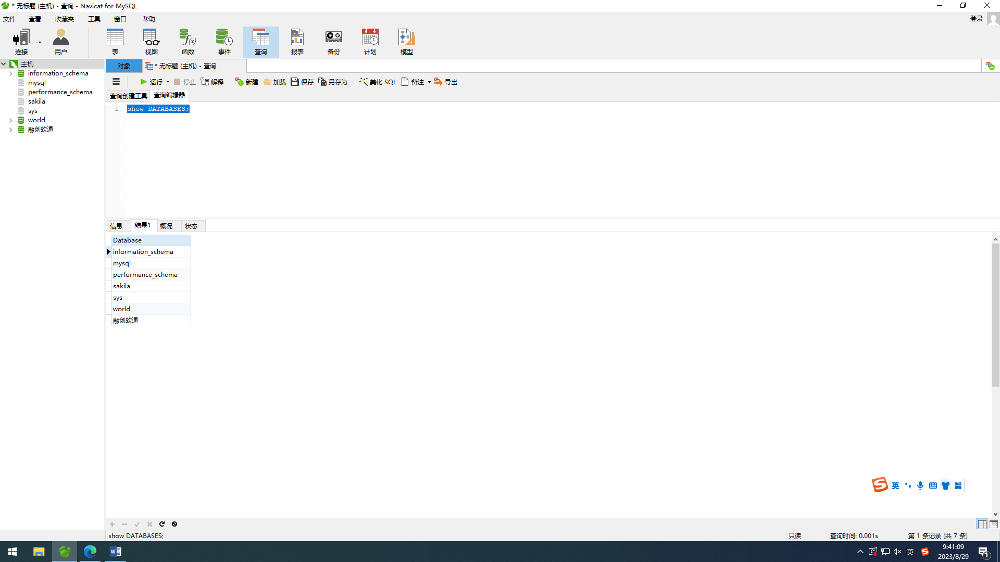 * 无标题 (主机) - 查询 - Navicat for MySQL
文件 查看 收藏夹 工具 窗口 帮助 登录
连接 用户 表 视图 函数 事件 查询 报表 备份 计划 模型
主机
information_schema
mysql
performance_schema
sakila
sys
world
融创软通
对象 * 无标题 (主机) - 查询
运行 停止 解释 新建 加载 保存 另存为 美化 SQL 备注 导出
查询创建工具 查询编辑器
1 show DATABASES;
信息 结果1 概况 状态
Database
information_schema
mysql
performance_schema
sakila
sys
world
融创软通
英
show DATABASES; 只读 查询时间: 0.001s 第 1 条记录 (共 7 条)
英 9:41:09
2023/8/29
1